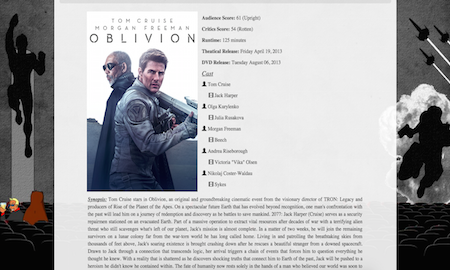 TOM CRUISE
MORGAN FREEMAN
OBLIVION
Audience Score: 61 (Upright)
Critics Score: 54 (Rotten)
Runtime: 125 minutes
Theatical Release: Friday April 19, 2013
DVD Release: Tuesday August 06, 2013
Cast
Tom Cruise
Jack Harper
Olga Kurylenko
Julia Rusakova
Morgan Freeman
Beech
Andrea Riseborough
Victoria "Vika" Olsen
Nikolaj Coster-Waldau
Sykes
Synopsis: Tom Cruise stars in Oblivion, an original and groundbreaking cinematic event from the visionary director of TRON: Legacy and
producers of Rise of the Planet of the Apes. On a spectacular future Earth that has evolved beyond recognition, one man's confrontation with
the past will lead him on a journey of redemption and discovery as he battles to save mankind. 2077: Jack Harper (Cruise) serves as a security
repairman stationed on an evacuated Earth. Part of a massive operation to extract vital resources after decades of war with a terrifying alien
threat who still scavenges what's left of our planet, Jack's mission is almost complete. In a matter of two weeks, he will join the remaining
survivors on a lunar colony far from the war-torn world he has long called home. Living in and patrolling the breathtaking skies from
thousands of feet above, Jack's soaring existence is brought crashing down after he rescues a beautiful stranger from a downed spacecraft.
Drawn to Jack through a connection that transcends logic, her arrival triggers a chain of events that forces him to question everything he
thought he knew. With a reality that is shattered as he discovers shocking truths that connect him to Earth of the past, Jack will be pushed to a
heroism he didn't know he contained within. The fate of humanity now rests solely in the hands of a man who believed our world was soon to